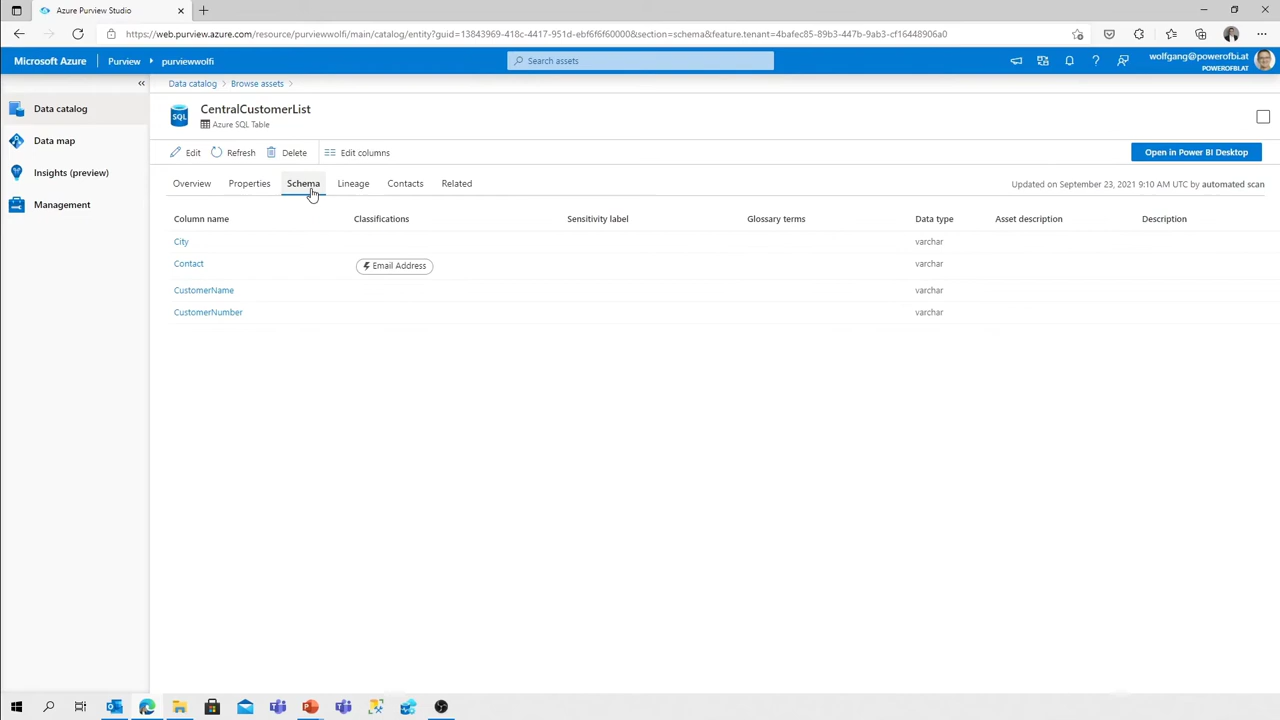 Azure Purview Studio
https://web.purview.azure.com/resource/purviewwolfi/main/catalog/entity?guid=13843969-418c-4417-951d-ebf6f6f60000&section=schema&feature.tenant=4bafec85-89b3-447b-9ab3-cf16448906a0
Microsoft Azure
Purview
purviewwolfi
Search assets
wolfgang@powerofbi.at
POWEROFBI.AT
Data catalog
Data map
Insights (preview)
Management
Data catalog
Browse assets
SQL
CentralCustomerList
Azure SQL Table
Edit
Refresh
Delete
Edit columns
Open in Power BI Desktop
Overview
Properties
Schema
Lineage
Contacts
Related
Updated on September 23, 2021 9:10 AM UTC by automated scan
Column name Classifications Sensitivity label Glossary terms Data type Asset description Description
City varchar
Contact Email Address varchar
CustomerName varchar
CustomerNumber varchar